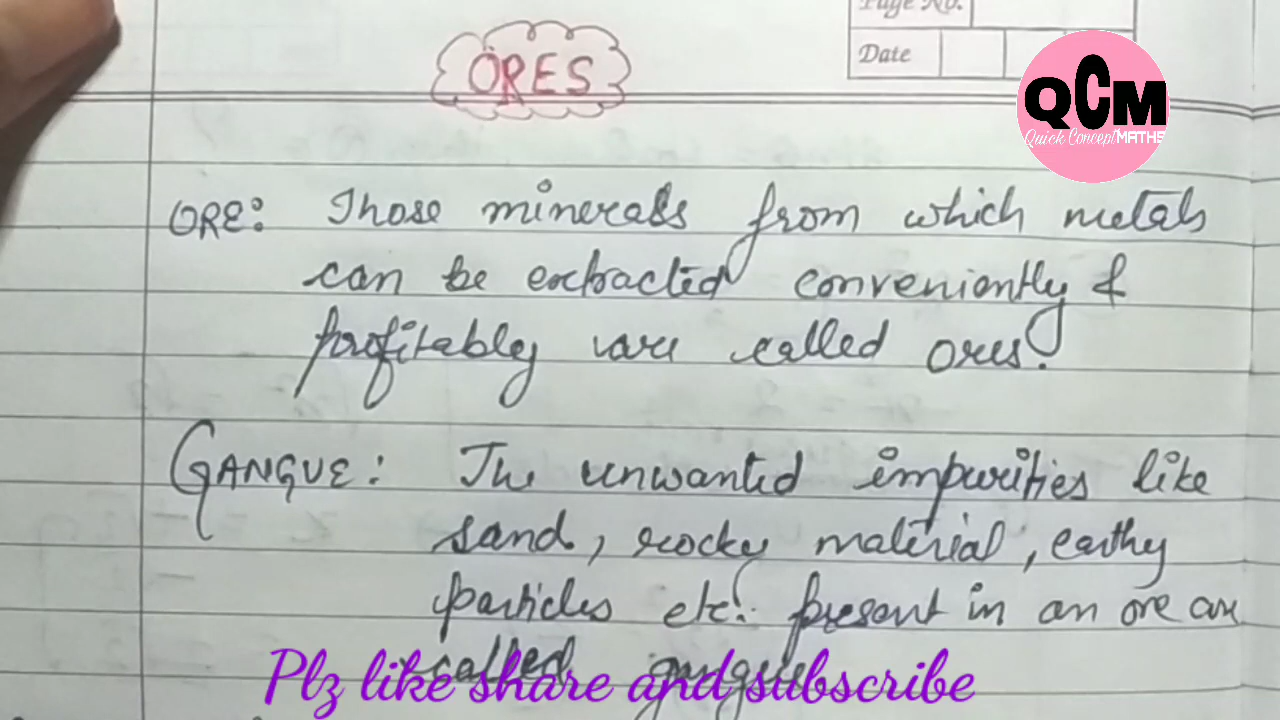 Page No.
Date
ORES
QCM
Quick Concept MATHS
ORE: Those minerals from which metals
can be extracted conveniently &
profitably are called ores.
GANGUE: The unwanted impurities like
sand, rocky material, earthy
particles etc. present in an ore are
called gangue
Plz like share and subscribe